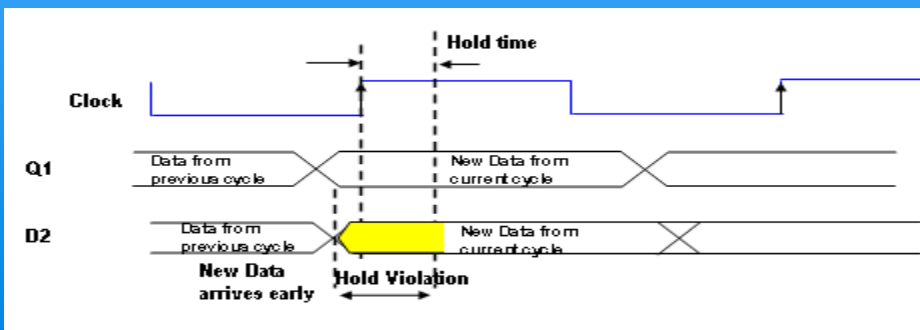 Hold time
Clock
Q1
Data from
previous cycle
New Data from
current cycle
D2
Data from
previous cycle
New Data from
current cycle
New Data
arrives early
Hold Violation